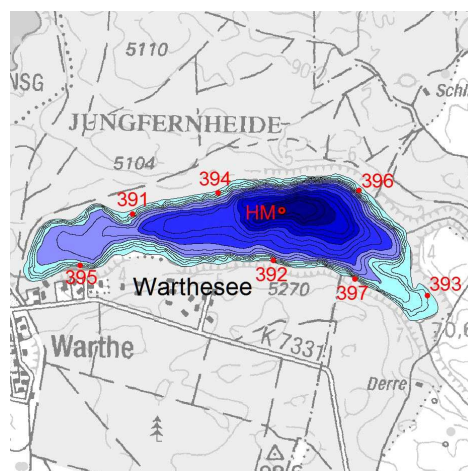 5110
90
NSG
Schl
JUNGFERNHEIDE
5104
394
396
391
HM
395
392
397
393
Warthesee
5270
70,6
Warthe
K 7331
Derre